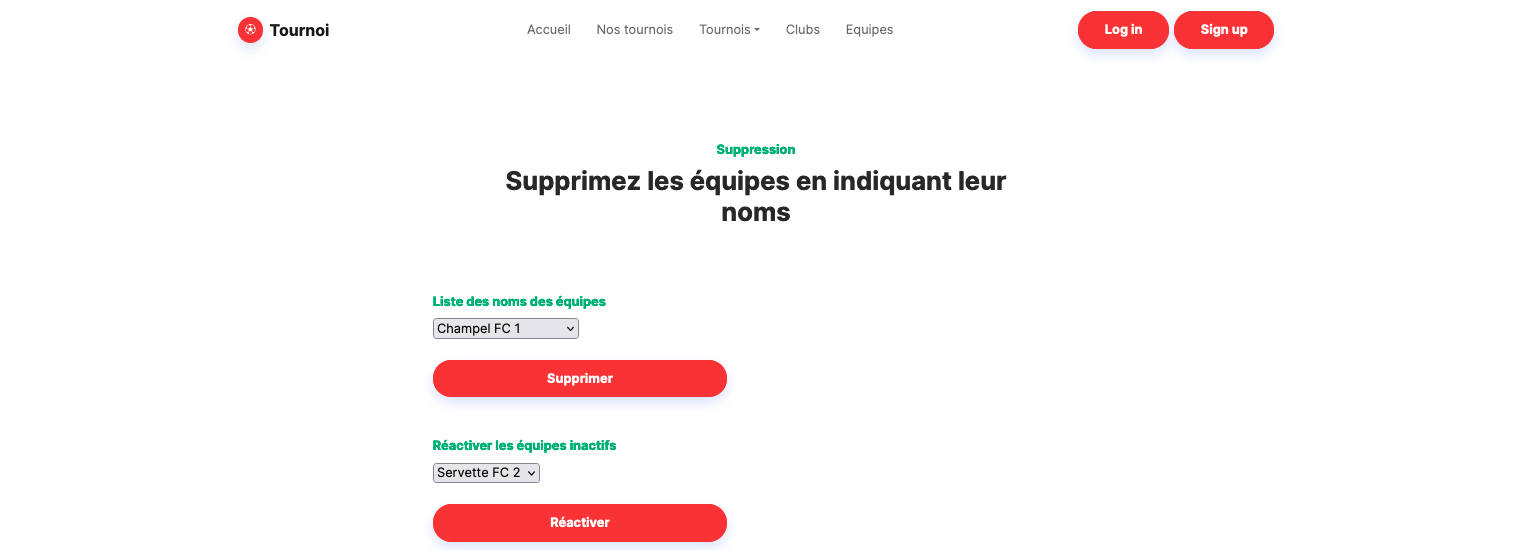 Tournoi
Accueil
Nos tournois
Tournois
Clubs
Equipes
Log in
Sign up
Suppression
Supprimez les équipes en indiquant leur
noms
Liste des noms des équipes
Champel FC 1
Supprimer
Réactiver les équipes inactifs
Servette FC 2
Réactiver